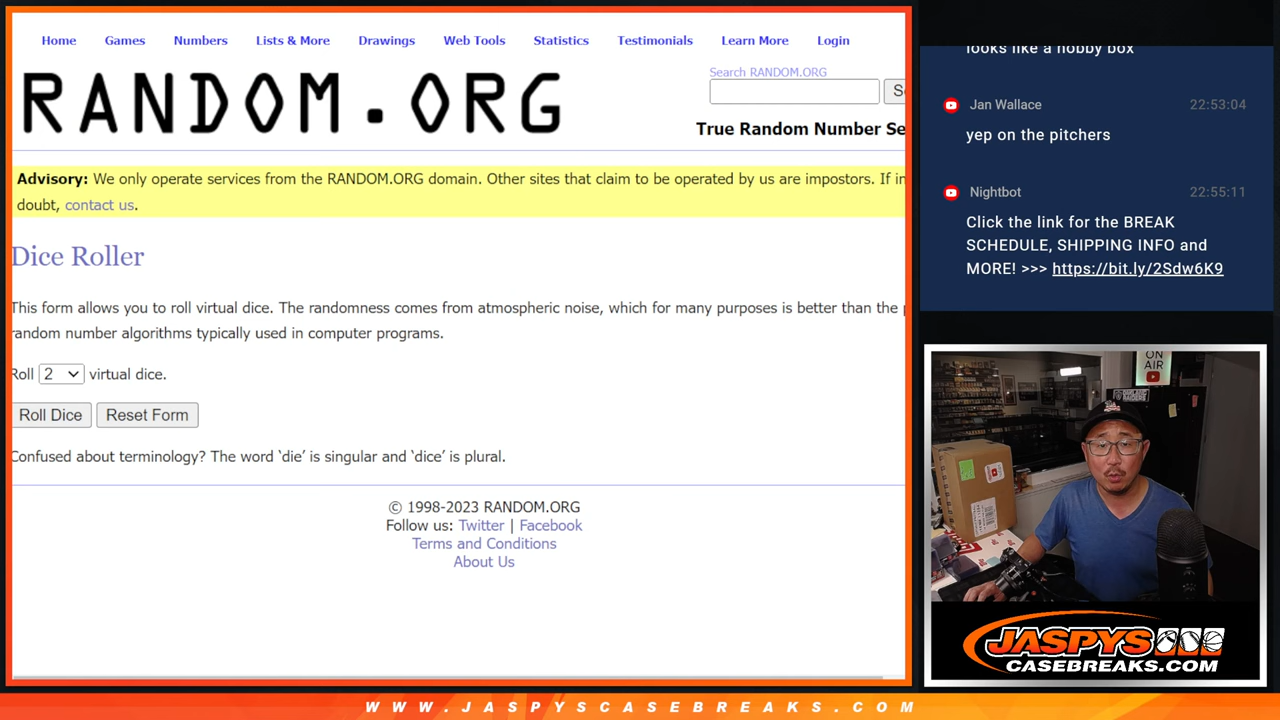 Home Games Numbers Lists & More Drawings Web Tools Statistics Testimonials Learn More Login
RANDOM.ORG
Search RANDOM.ORG
True Random Number Se
Advisory: We only operate services from the RANDOM.ORG domain. Other sites that claim to be operated by us are impostors. If in
doubt, contact us.
Dice Roller
This form allows you to roll virtual dice. The randomness comes from atmospheric noise, which for many purposes is better than the p
random number algorithms typically used in computer programs.
Roll 2 virtual dice.
Roll Dice Reset Form
Confused about terminology? The word ‘die’ is singular and ‘dice’ is plural.
© 1998-2023 RANDOM.ORG
Follow us: Twitter | Facebook
Terms and Conditions
About Us
looks like a hobby box
Jan Wallace 22:53:04
yep on the pitchers
Nightbot 22:55:11
Click the link for the BREAK
SCHEDULE, SHIPPING INFO and
MORE! >>> https://bit.ly/2Sdw6K9
ON
AIR
JASPYS
CASEBREAKS.COM
WWW.JASPYSCASEBREAKS.COM